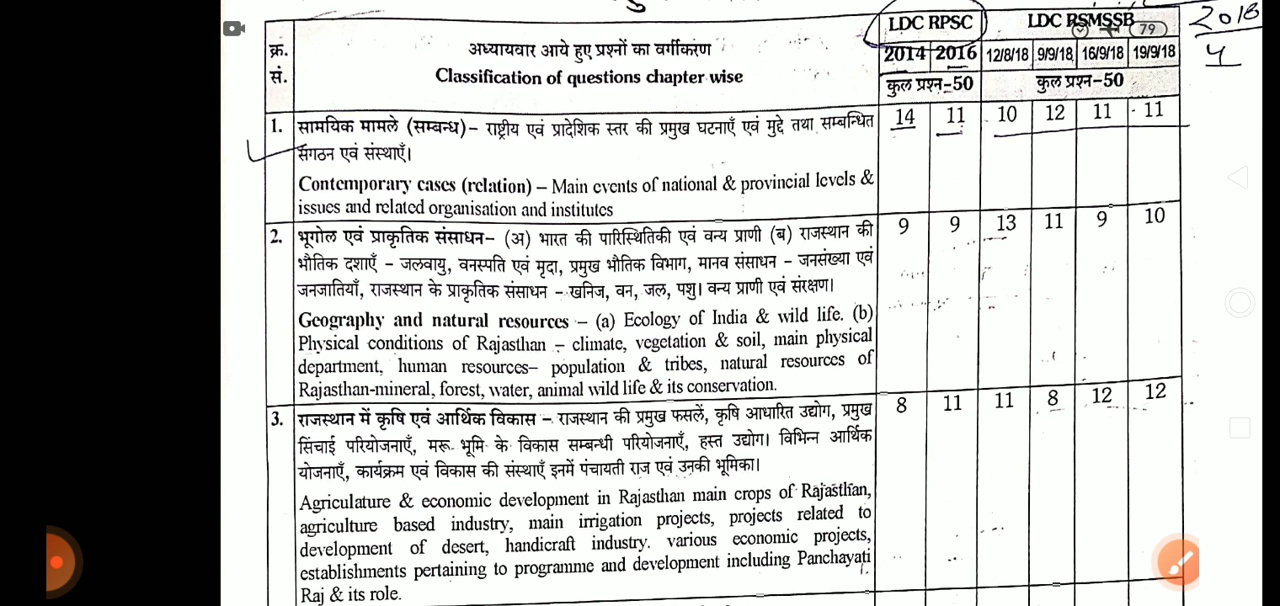 LDC RPSC
LDC RSMSSB
79
2018
4
क्र.
सं.
अध्यायवार आये हुए प्रश्नों का वर्गीकरण
Classification of questions chapter wise
2014 2016 12/8/18 9/9/18 16/9/18 19/9/18
कुल प्रश्न-50 कुल प्रश्न-50
1. सामयिक मामले (सम्बन्ध)– राष्ट्रीय एवं प्रादेशिक स्तर की प्रमुख घटनाएँ एवं मुद्दे तथा सम्बन्धित 14 11 10 12 11 11
संगठन एवं संस्थाएँ।
Contemporary cases (relation) – Main events of national & provincial levels &
issues and related organisation and institutes
2. भूगोल एवं प्राकृतिक संसाधन– (अ) भारत की पारिस्थितिकी एवं वन्य प्राणी (ब) राजस्थान की 9 9 13 11 9 10
भौतिक दशाएँ – जलवायु, वनस्पति एवं मृदा, प्रमुख भौतिक विभाग, मानव संसाधन – जनसंख्या एवं
जनजातियाँ, राजस्थान के प्राकृतिक संसाधन – खनिज, वन, जल, पशु। वन्य प्राणी एवं संरक्षण।
Geography and natural resources – (a) Ecology of India & wild life. (b)
Physical conditions of Rajasthan – climate, vegetation & soil, main physical
department, human resources– population & tribes, natural resources of
Rajasthan-mineral, forest, water, animal wild life & its conservation.
3. राजस्थान में कृषि एवं आर्थिक विकास – राजस्थान की प्रमुख फसलें, कृषि आधारित उद्योग, प्रमुख 8 11 11 8 12 12
सिंचाई परियोजनाएँ, मरू भूमि के विकास सम्बन्धी परियोजनाएँ, हस्त उद्योग। विभिन्न आर्थिक
योजनाएँ, कार्यक्रम एवं विकास की संस्थाएँ इनमें पंचायती राज एवं उनकी भूमिका।
Agriculature & economic development in Rajasthan main crops of Rajasthan,
agriculture based industry, main irrigation projects, projects related to
development of desert, handicraft industry. various economic projects,
establishments pertaining to programme and development including Panchayati
Raj & its role.